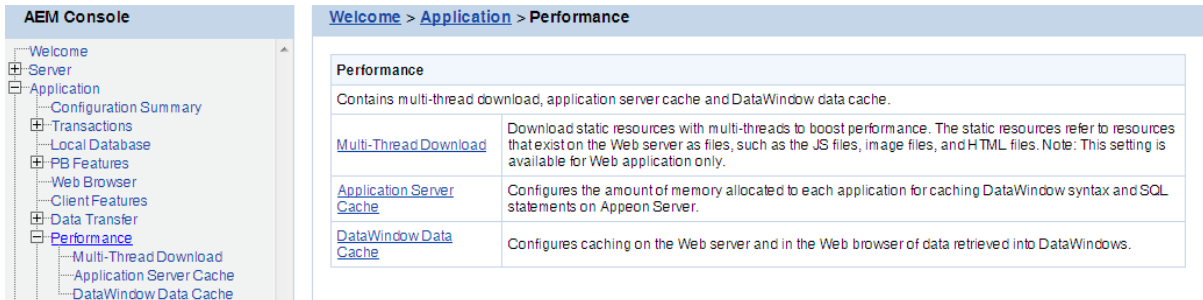 AEM Console
Welcome
Server
Application
Configuration Summary
Transactions
Local Database
PB Features
Web Browser
Client Features
Data Transfer
Performance
Multi-Thread Download
Application Server Cache
DataWindow Data Cache
Welcome > Application > Performance
Performance
Contains multi-thread download, application server cache and DataWindow data cache.
Multi-Thread Download
Download static resources with multi-threads to boost performance. The static resources refer to resources
that exist on the Web server as files, such as the JS files, image files, and HTML files. Note: This setting is
available for Web application only.
Application Server
Cache
Configures the amount of memory allocated to each application for caching DataWindow syntax and SQL
statements on Appeon Server.
DataWindow Data
Cache
Configures caching on the Web server and in the Web browser of data retrieved into DataWindows.